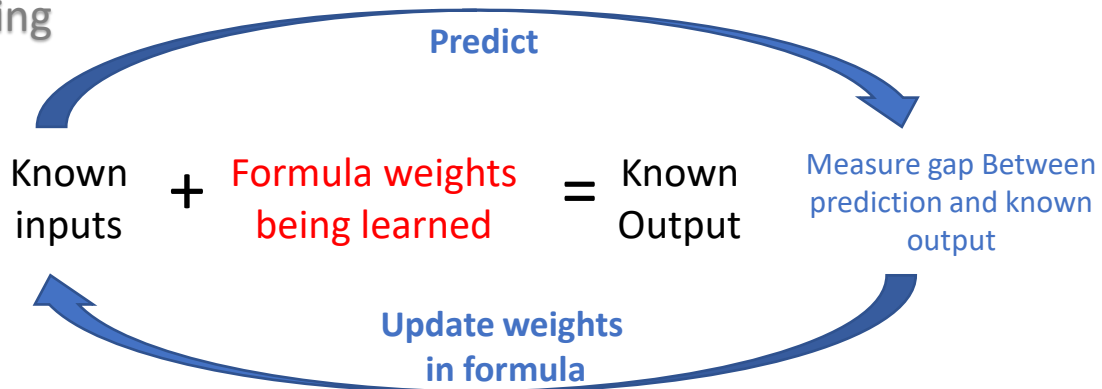 ing
Predict
Known
inputs
+
Formula weights
being learned
=
Known
Output
Measure gap Between
prediction and known
output
Update weights
in formula